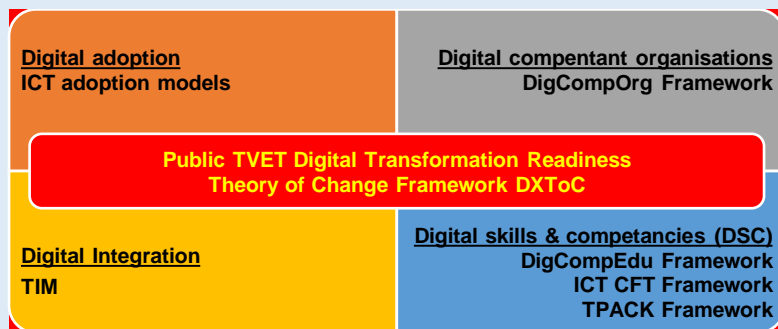 Digital adoption
ICT adoption models
Digital compentant organisations
DigCompOrg Framework
Public TVET Digital Transformation Readiness
Theory of Change Framework DXToC
Digital Integration
TIM
Digital skills & competancies (DSC)
DigCompEdu Framework
ICT CFT Framework
TPACK Framework